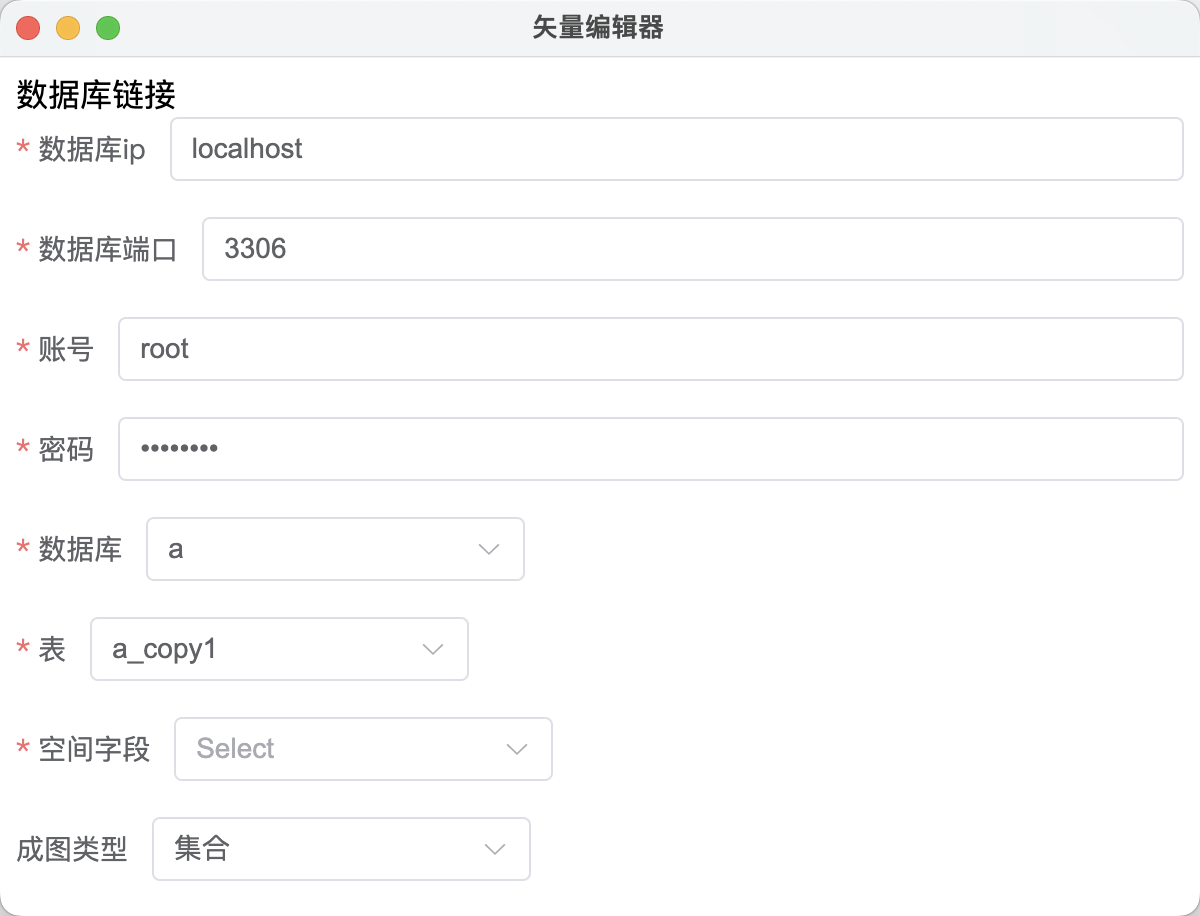 矢量编辑器
数据库链接
* 数据库ip localhost
* 数据库端口 3306
* 账号 root
* 密码 ••••••••
* 数据库 a
* 表 a_copy1
* 空间字段 Select
成图类型 集合